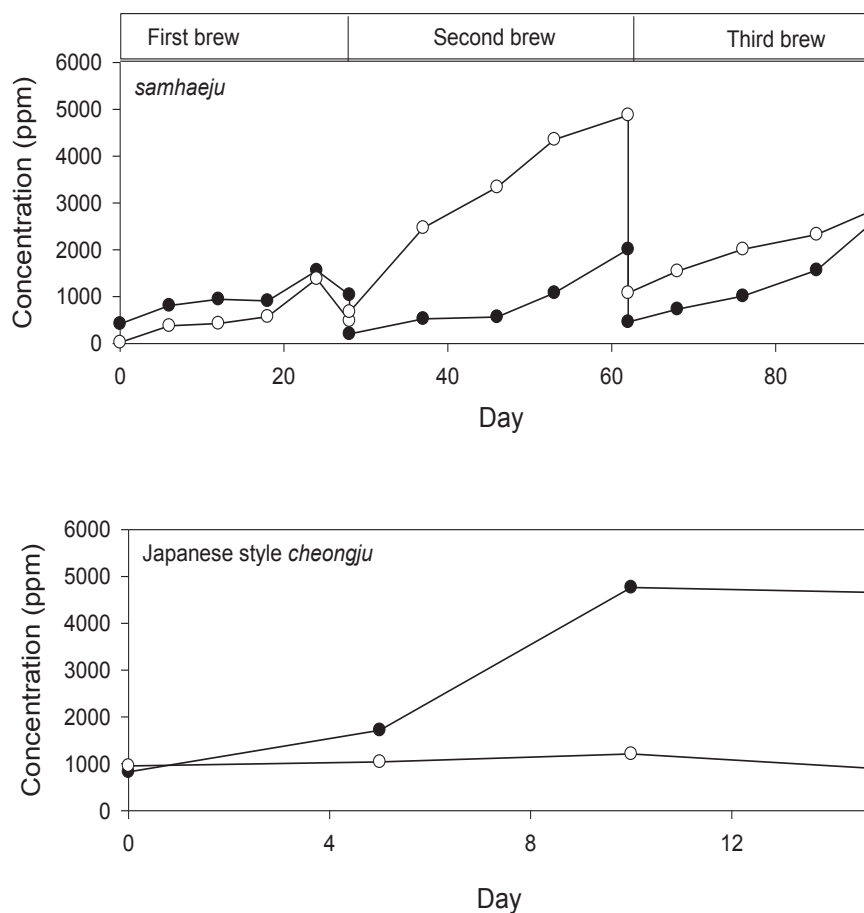 First brew Second brew Third brew
samhaeju
Concentration (ppm)
6000
5000
4000
3000
2000
1000
0
0 20 40 60 80
Day
Japanese style cheongju
Concentration (ppm)
6000
5000
4000
3000
2000
1000
0
0 4 8 12
Day